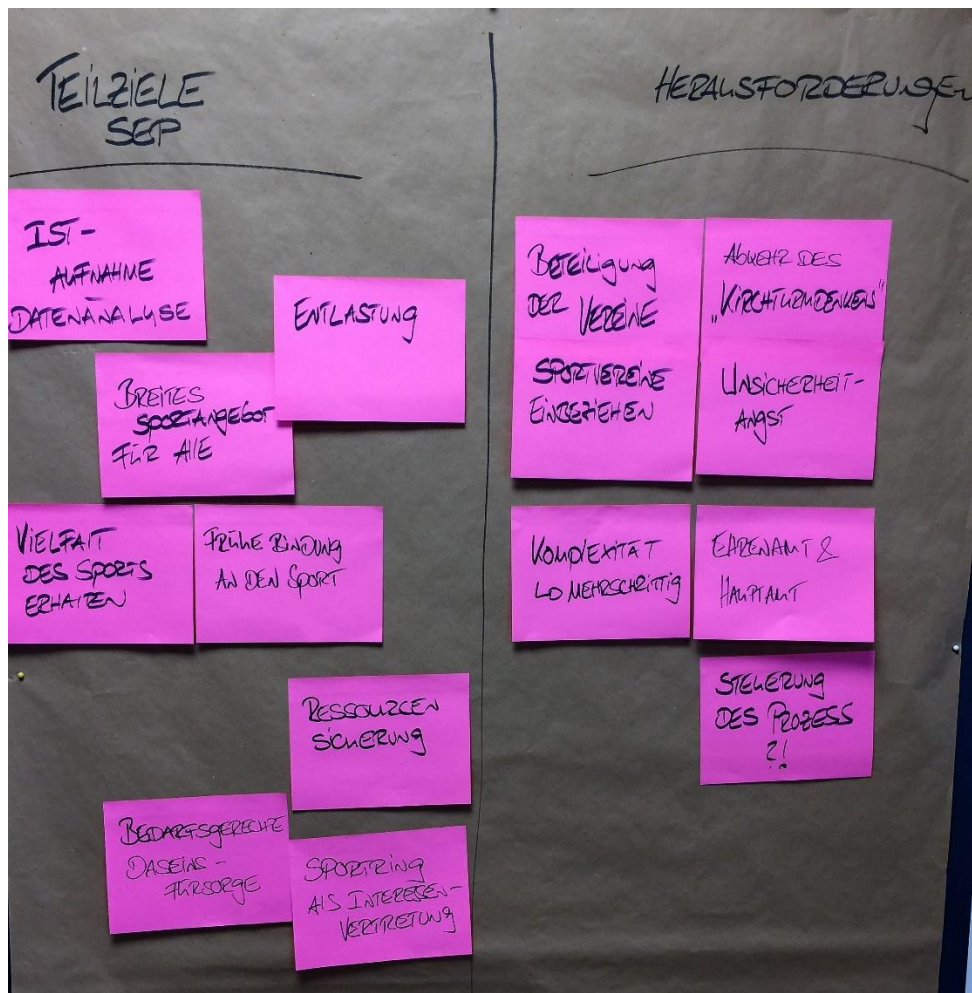 TEILZIELE
SEP
IST-
AUFNAHME
DATENANALYSE
ENTLASTUNG
BREITES
SPORTANGEBOT
FÜR AllE
VIELFALT
DES SPORTS
ERHALTEN
FRÜHE BINDUNG
AN DEN SPORT
RESSOURCEN
SICHERUNG
BEDARFSGERECHTE
DASEINS-
FÜRSORGE
SPORTRING
ALS INTERESSEN-
VERTRETUNG
HERAUSFORDERUNGEN
BETEILIGUNG
DER VEREINE
ABWEHR DES
„KIRCHTURMDENKENS"
SPORTVEREINE
EINBEZIEHEN
UNSICHERHEIT-
ANGST
KOMPLEXITÄT
↳ MEHRSCHRITTIG
EHRENAMT &
HAUPTAMT
STEUERUNG
DES PROZESS
?!